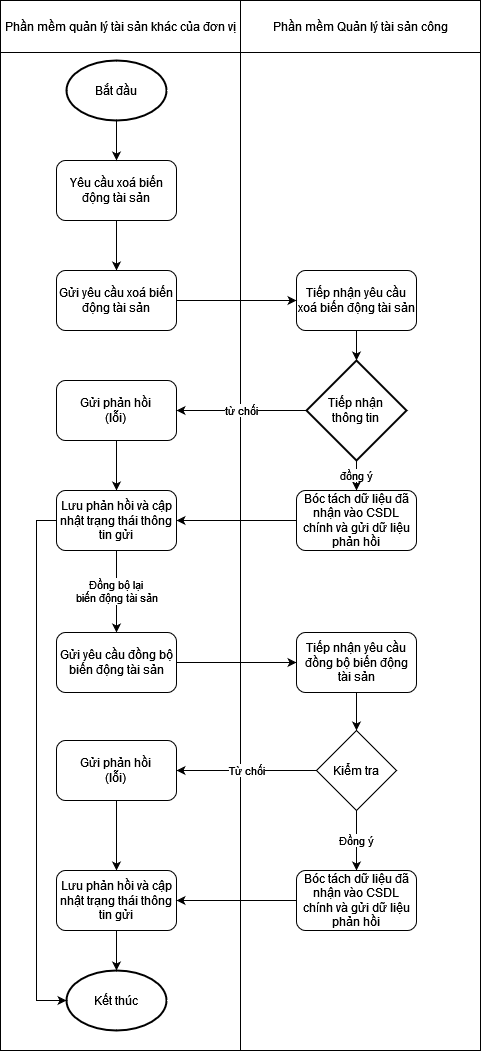 Phần mềm quản lý tài sản khác của đơn vị
Phần mềm Quản lý tài sản công
Bắt đầu
Yêu cầu xoá biến
động tài sản
Gửi yêu cầu xoá biến
động tài sản
Tiếp nhận yêu cầu
xoá biến động tài sản
Gửi phản hồi
(lỗi)
từ chối
Tiếp nhận
thông tin
đồng ý
Lưu phản hồi và cập
nhật trạng thái thông
tin gửi
Bóc tách dữ liệu đã
nhận vào CSDL
chính và gửi dữ liệu
phản hồi
Đồng bộ lại
biến động tài sản
Gửi yêu cầu đồng bộ
biến động tài sản
Tiếp nhận yêu cầu
đồng bộ biến động
tài sản
Gửi phản hồi
(lỗi)
Từ chối
Kiểm tra
Đồng ý
Lưu phản hồi và cập
nhật trạng thái thông
tin gửi
Bóc tách dữ liệu đã
nhận vào CSDL
chính và gửi dữ liệu
phản hồi
Kết thúc